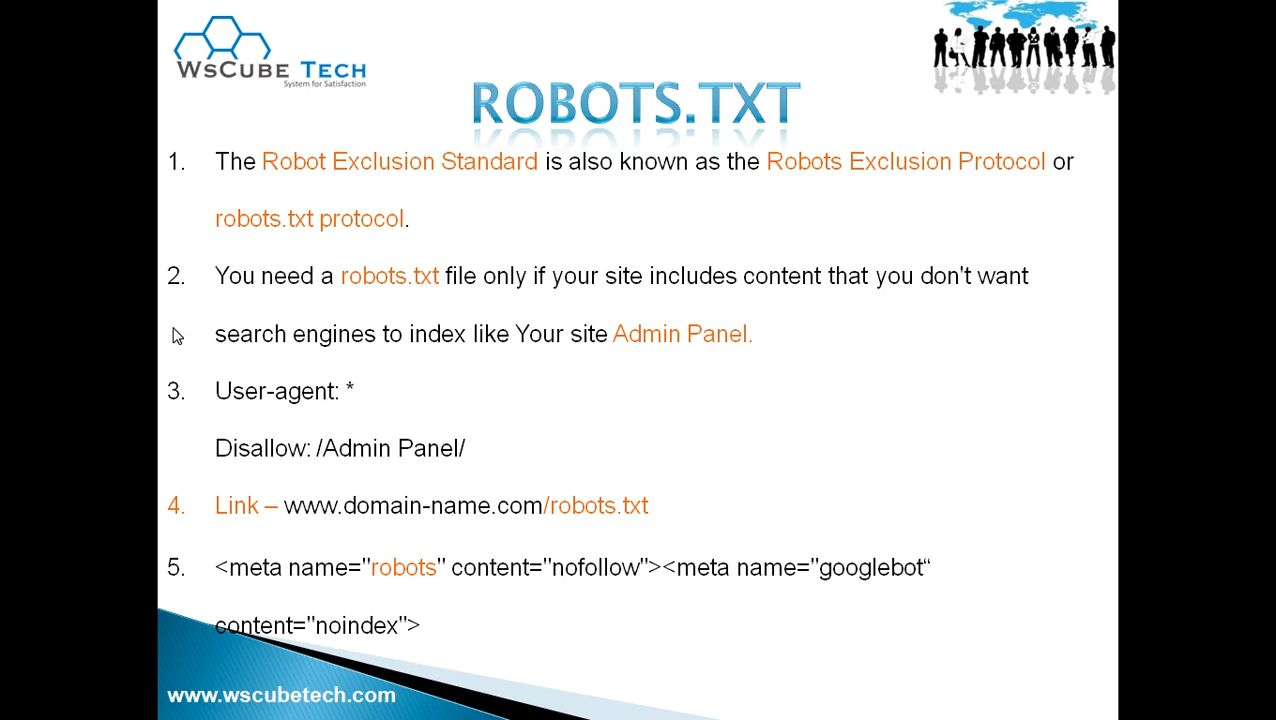 WsCube Tech
System for Satisfaction
ROBOTS.TXT
1. The Robot Exclusion Standard is also known as the Robots Exclusion Protocol or
robots.txt protocol.
2. You need a robots.txt file only if your site includes content that you don't want
search engines to index like Your site Admin Panel.
3. User-agent: *
Disallow: /Admin Panel/
4. Link – www.domain-name.com/robots.txt
5. <meta name="robots" content="nofollow"><meta name="googlebot“
content="noindex">
www.wscubetech.com